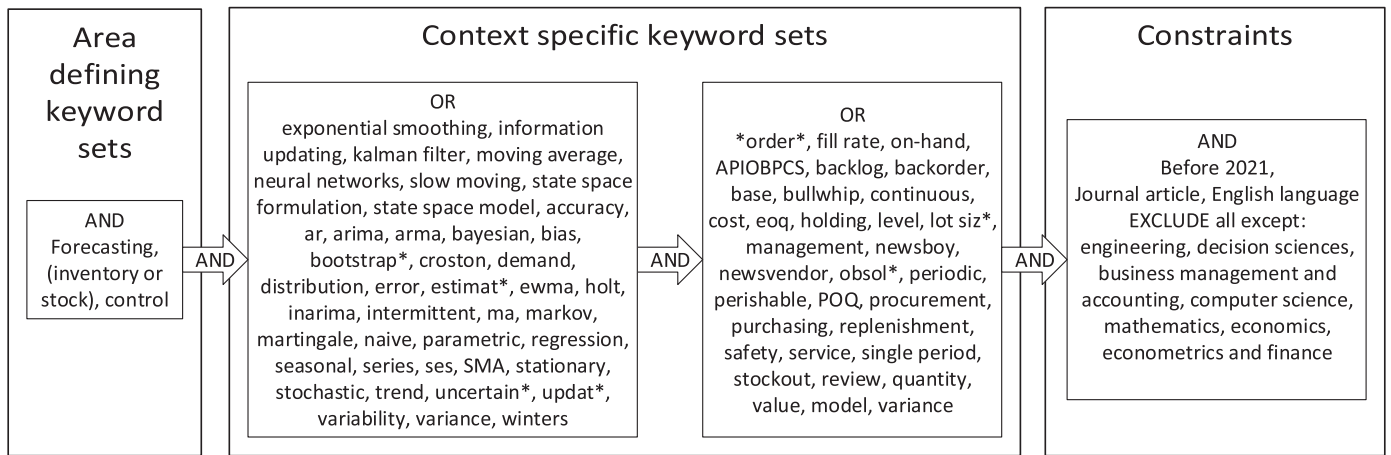 Area
defining
keyword
sets
AND
Forecasting,
(inventory or
stock), control
AND
Context specific keyword sets
OR
exponential smoothing, information
updating, kalman filter, moving average,
neural networks, slow moving, state space
formulation, state space model, accuracy,
ar, arima, arma, bayesian, bias,
bootstrap*, croston, demand,
distribution, error, estimat*, ewma, holt,
inarima, intermittent, ma, markov,
martingale, naive, parametric, regression,
seasonal, series, ses, SMA, stationary,
stochastic, trend, uncertain*, updat*,
variability, variance, winters
AND
OR
*order*, fill rate, on-hand,
APIOBPCS, backlog, backorder,
base, bullwhip, continuous,
cost, eoq, holding, level, lot siz*,
management, newsboy,
newsvendor, obsol*, periodic,
perishable, POQ, procurement,
purchasing, replenishment,
safety, service, single period,
stockout, review, quantity,
value, model, variance
AND
Constraints
AND
Before 2021,
Journal article, English language
EXCLUDE all except:
engineering, decision sciences,
business management and
accounting, computer science,
mathematics, economics,
econometrics and finance